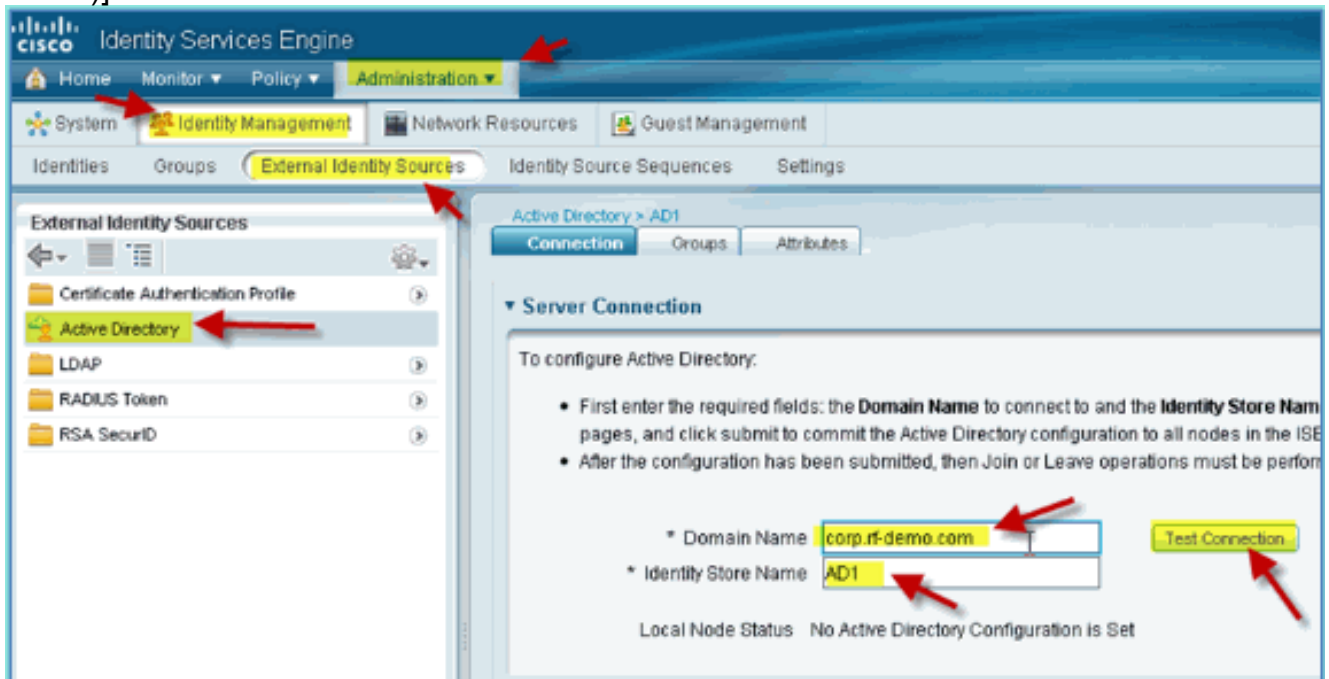 )]
cisco Identity Services Engine
Home Monitor ▾ Policy ▾ Administration ▾
System Identity Management Network Resources Guest Management
Identities Groups External Identity Sources Identity Source Sequences Settings
External Identity Sources
Certificate Authentication Profile
Active Directory
LDAP
RADIUS Token
RSA SecurID
Active Directory > AD1
Connection Groups Attributes
▾ Server Connection
To configure Active Directory:
• First enter the required fields: the Domain Name to connect to and the Identity Store Nam
pages, and click submit to commit the Active Directory configuration to all nodes in the ISE
• After the configuration has been submitted, then Join or Leave operations must be perfor
* Domain Name corp.rf-demo.com Test Connection
* Identity Store Name AD1
Local Node Status No Active Directory Configuration is Set